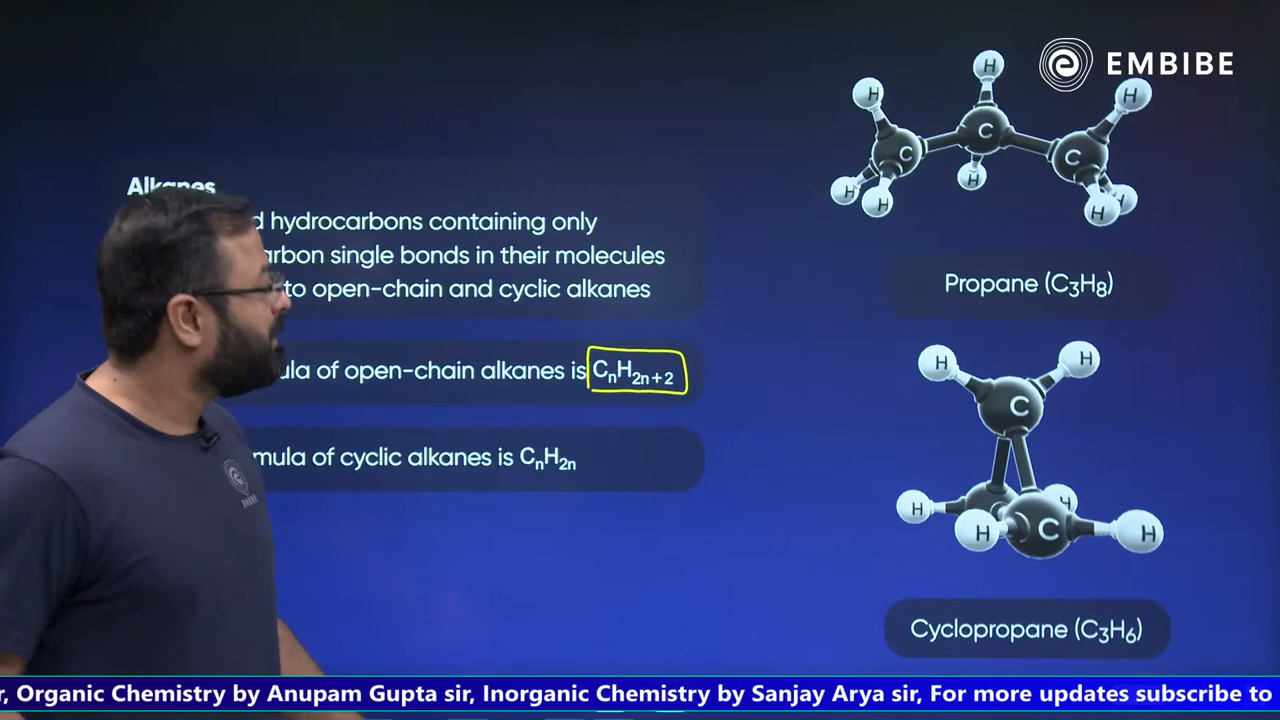 EMBIBE
Alkanes
d hydrocarbons containing only
arbon single bonds in their molecules
to open-chain and cyclic alkanes
ula of open-chain alkanes is CₙH₂ₙ₊₂
mula of cyclic alkanes is CₙH₂ₙ
H
H
H
H
C
C
C
H
H
H
H
Propane (C₃H₈)
H
H
C
H
H
H
C
H
Cyclopropane (C₃H₆)
r, Organic Chemistry by Anupam Gupta sir, Inorganic Chemistry by Sanjay Arya sir, For more updates subscribe to